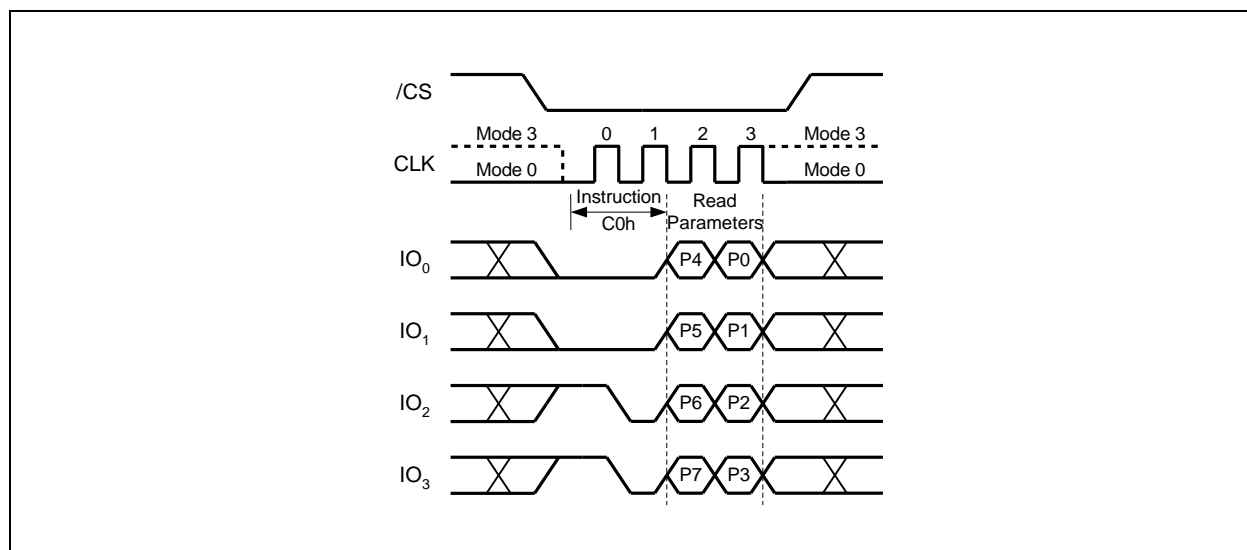 /CS
Mode 3 0 1 2 3 Mode 3
CLK
Mode 0 Mode 0
Instruction Read
C0h Parameters
IO0 P4 P0
IO1 P5 P1
IO2 P6 P2
IO3 P7 P3